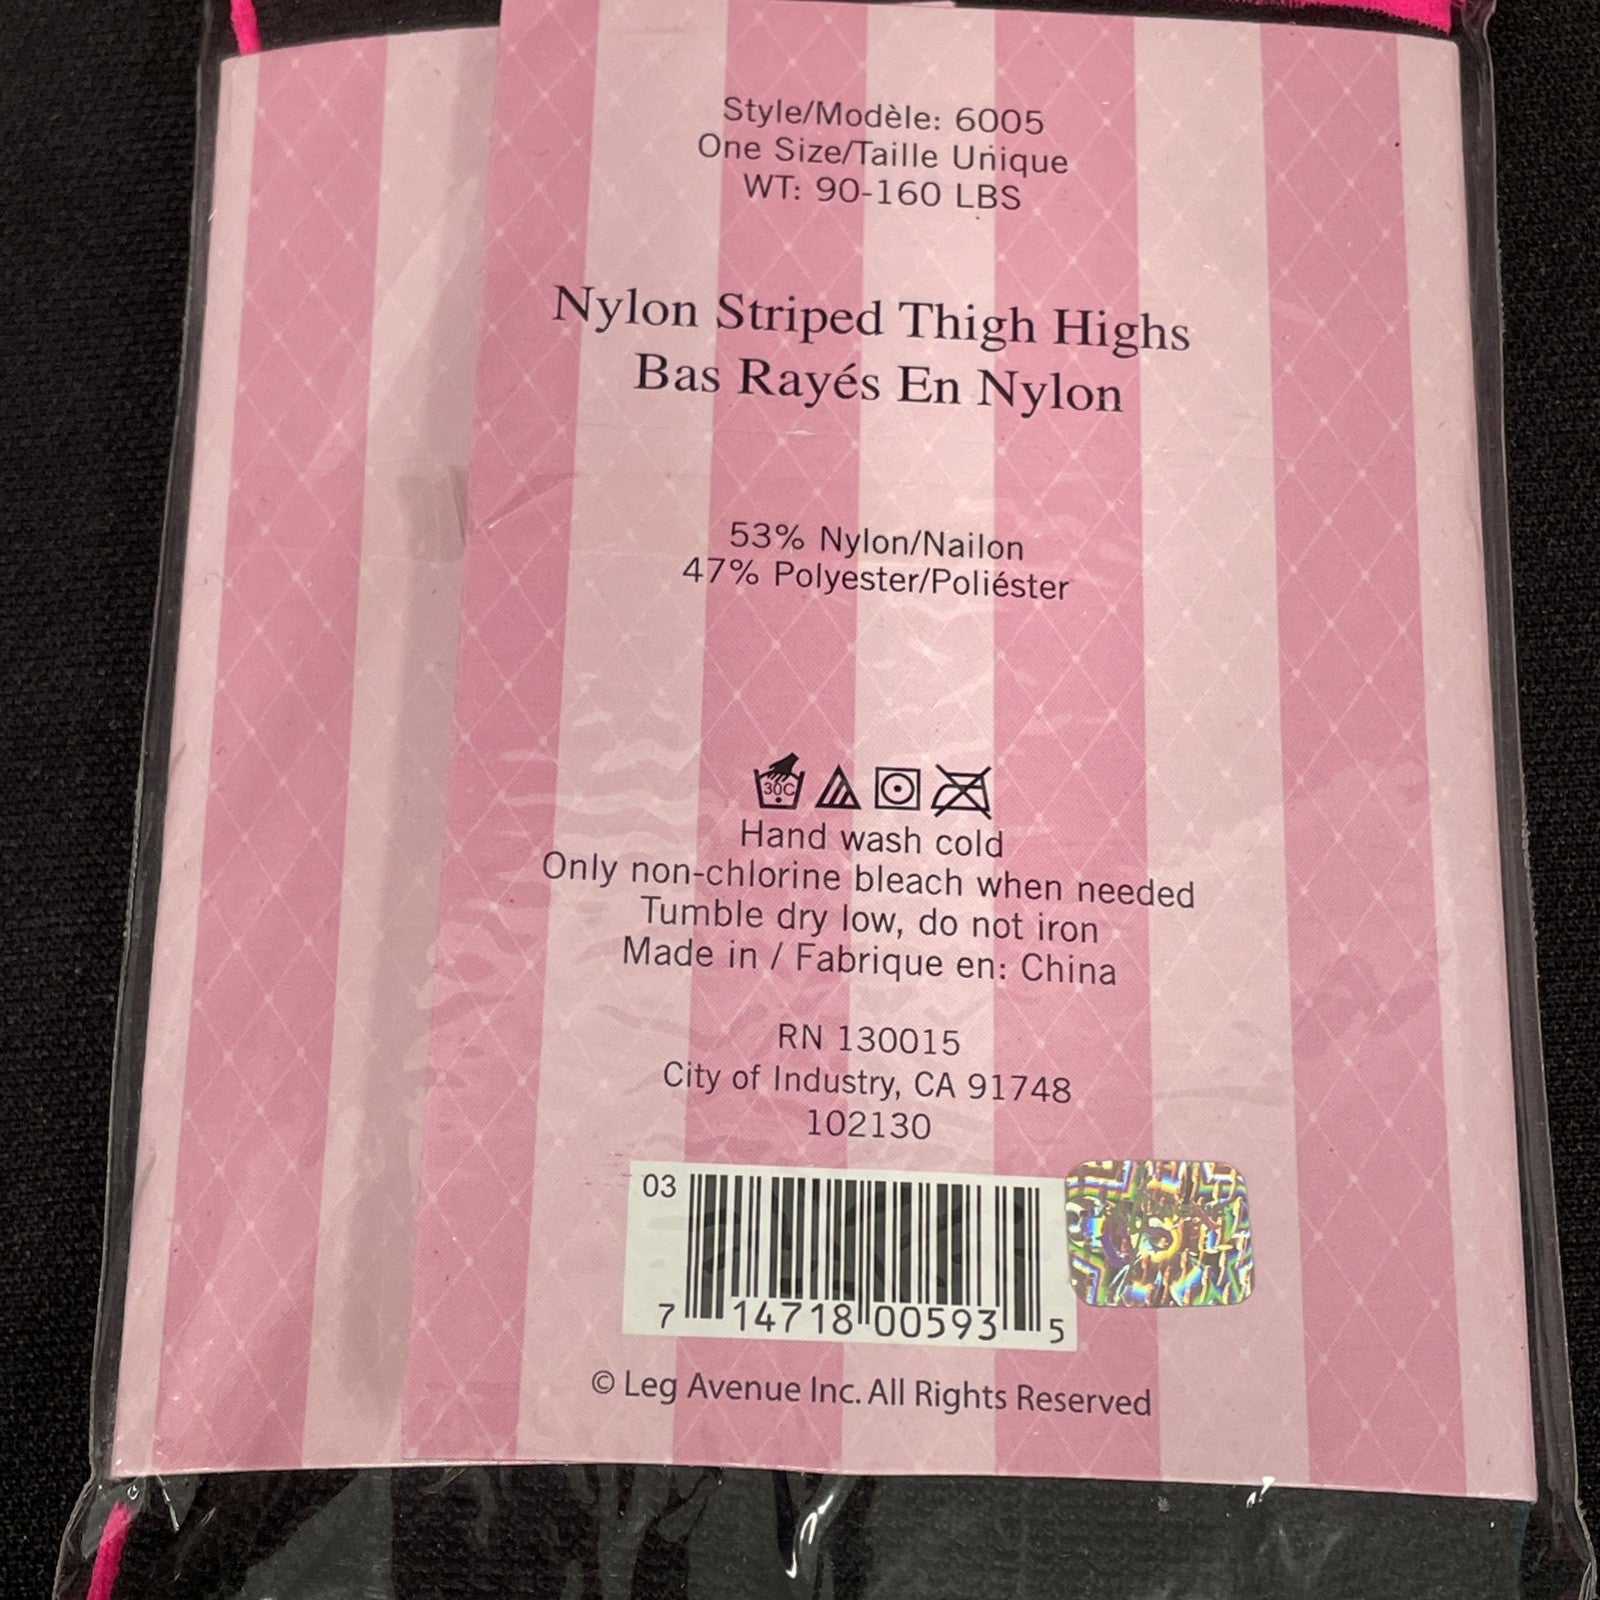 Style/Modèle: 6005
One Size/Taille Unique
WT: 90-160 LBS
Nylon Striped Thigh Highs
Bas Rayés En Nylon
53% Nylon/Nailon
47% Polyester/Poliéster
30C
Hand wash cold
Only non-chlorine bleach when needed
Tumble dry low, do not iron
Made in / Fabrique en: China
RN 130015
City of Industry, CA 91748
102130
03
7 14718 00593 5
© Leg Avenue Inc. All Rights Reserved